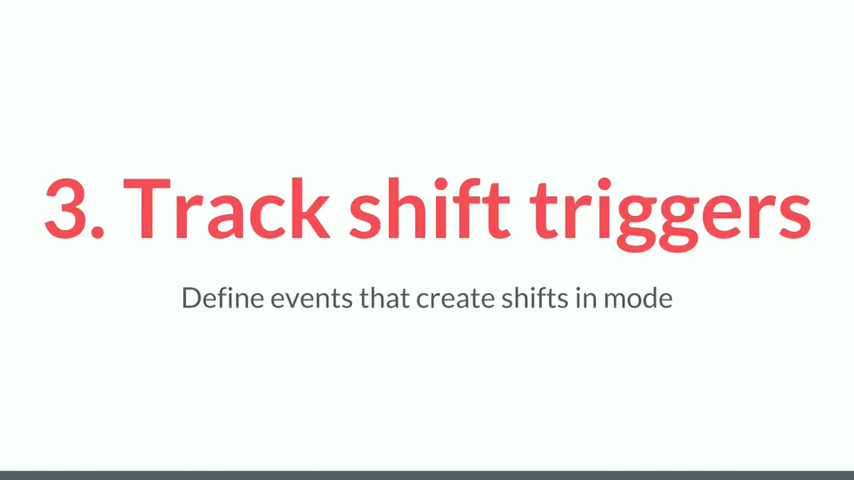 3. Track shift triggers
Define events that create shifts in mode